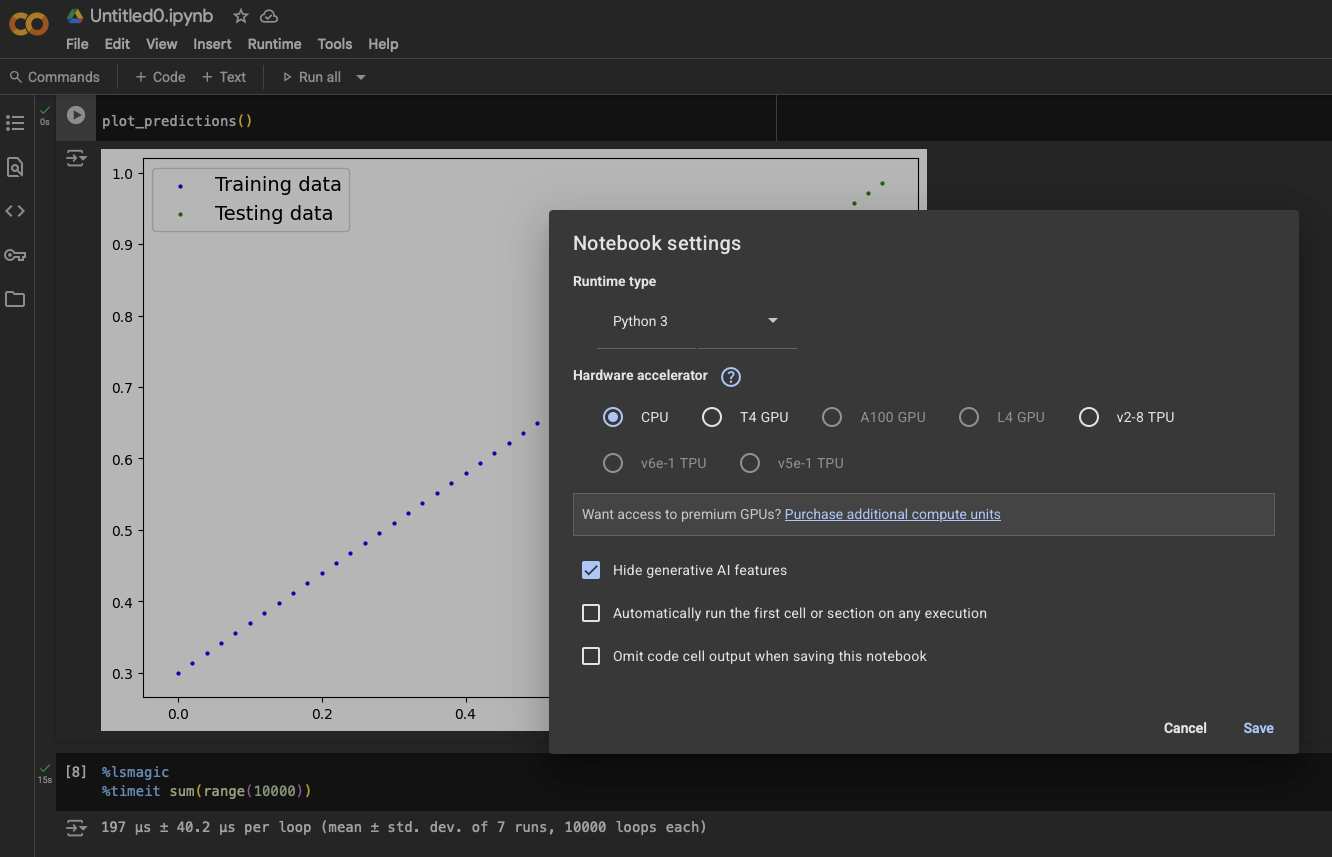 Untitled0.ipynb
File Edit View Insert Runtime Tools Help
Commands + Code + Text Run all
0s
plot_predictions()
Training data
Testing data
1.0
0.9
0.8
0.7
0.6
0.5
0.4
0.3
0.0 0.2 0.4
Notebook settings
Runtime type
Python 3
Hardware accelerator ?
CPU T4 GPU A100 GPU L4 GPU v2-8 TPU
v6e-1 TPU v5e-1 TPU
Want access to premium GPUs? Purchase additional compute units
Hide generative AI features
Automatically run the first cell or section on any execution
Omit code cell output when saving this notebook
Cancel Save
15s
[8] %lsmagic
%timeit sum(range(10000))
197 µs ± 40.2 µs per loop (mean ± std. dev. of 7 runs, 10000 loops each)